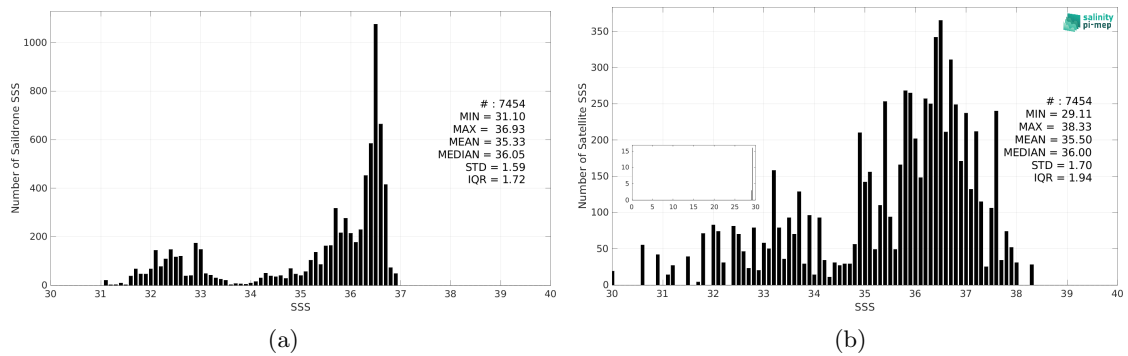 Number of Saildrone SSS
1000
800
600
400
200
0
# : 7454
MIN = 31.10
MAX = 36.93
MEAN = 35.33
MEDIAN = 36.05
STD = 1.59
IQR = 1.72
30 31 32 33 34 35 36 37 38 39 40
SSS
(a)
Number of Satellite SSS
350
300
250
200
150
100
50
0
salinity
pi-mep
# : 7454
MIN = 29.11
MAX = 38.33
MEAN = 35.50
MEDIAN = 36.00
STD = 1.70
IQR = 1.94
15
10
5
0
0 5 10 15 20 25 30
30 31 32 33 34 35 36 37 38 39 40
SSS
(b)